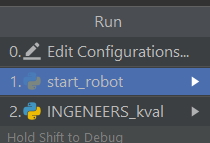 Run
0. Edit Configurations...
1. start_robot
2. INGENEERS_kval
Hold Shift to Debug